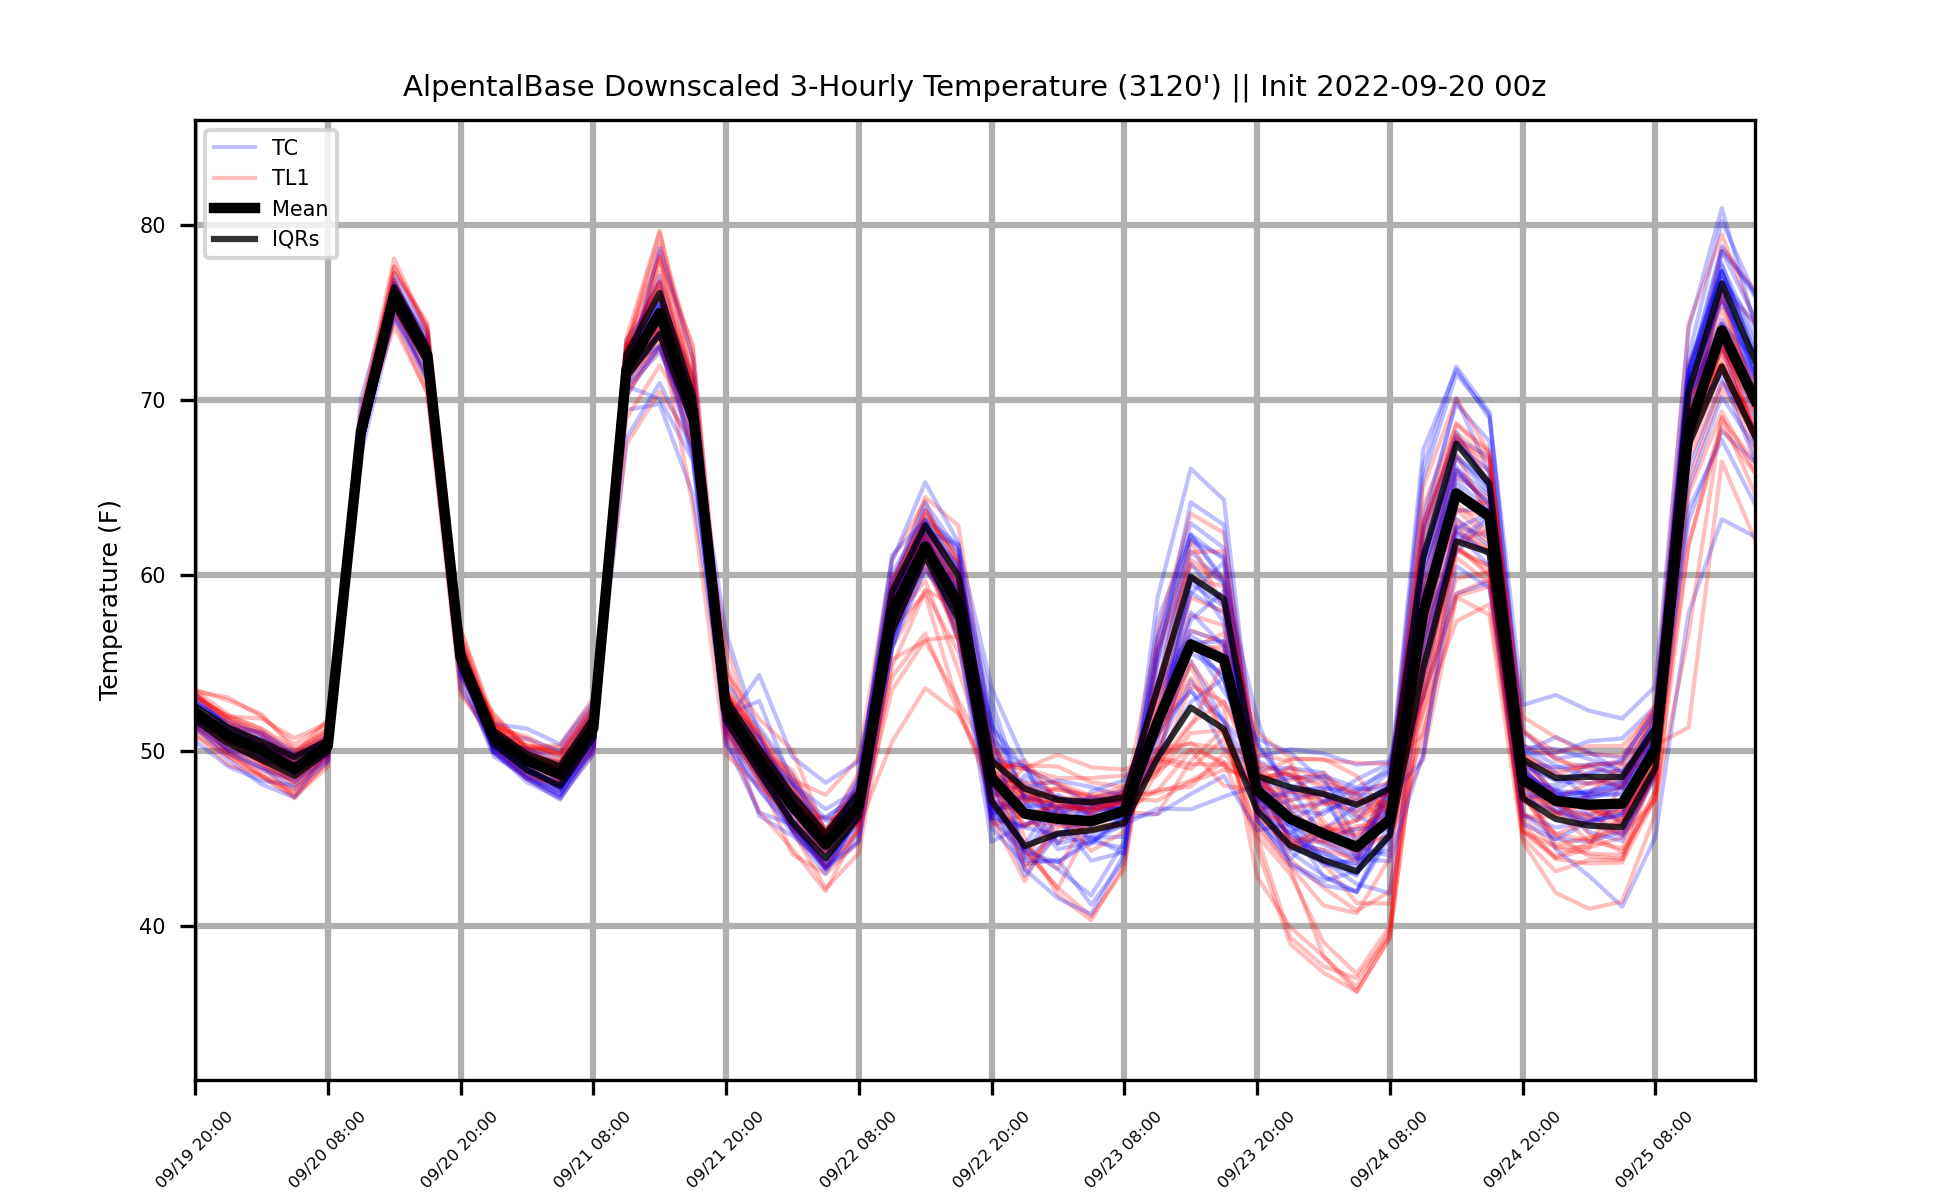 AlpentalBase Downscaled 3-Hourly Temperature (3120') || Init 2022-09-20 00z
TC
TL1
Mean
IQRs
Temperature (F)
80
70
60
50
40
09/19 20:00
09/20 08:00
09/20 20:00
09/21 08:00
09/21 20:00
09/22 08:00
09/22 20:00
09/23 08:00
09/23 20:00
09/24 08:00
09/24 20:00
09/25 08:00